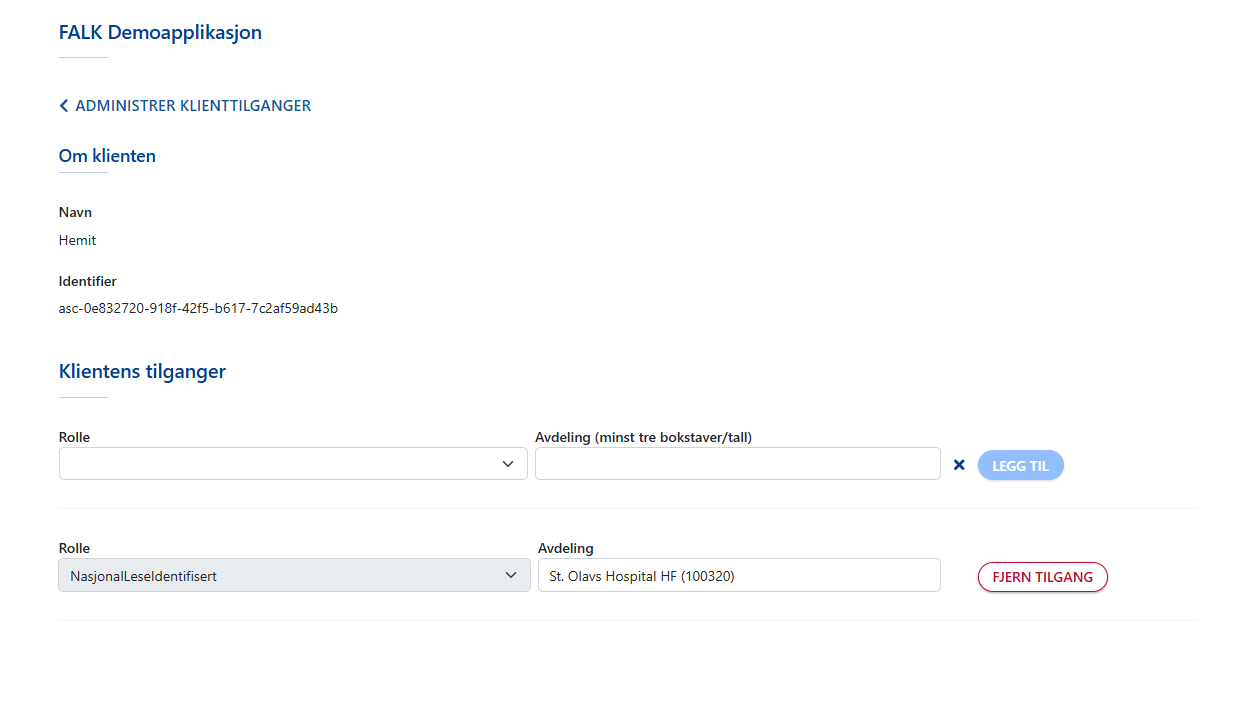 FALK Demoapplikasjon
ADMINISTRER KLIENTTILGANGER
Om klienten
Navn
Hemit
Identifier
asc-0e832720-918f-42f5-b617-7c2af59ad43b
Klientens tilganger
Rolle Avdeling (minst tre bokstaver/tall)
LEGG TIL
Rolle Avdeling
NasjonalLeseIdentifisert St. Olavs Hospital HF (100320) FJERN TILGANG